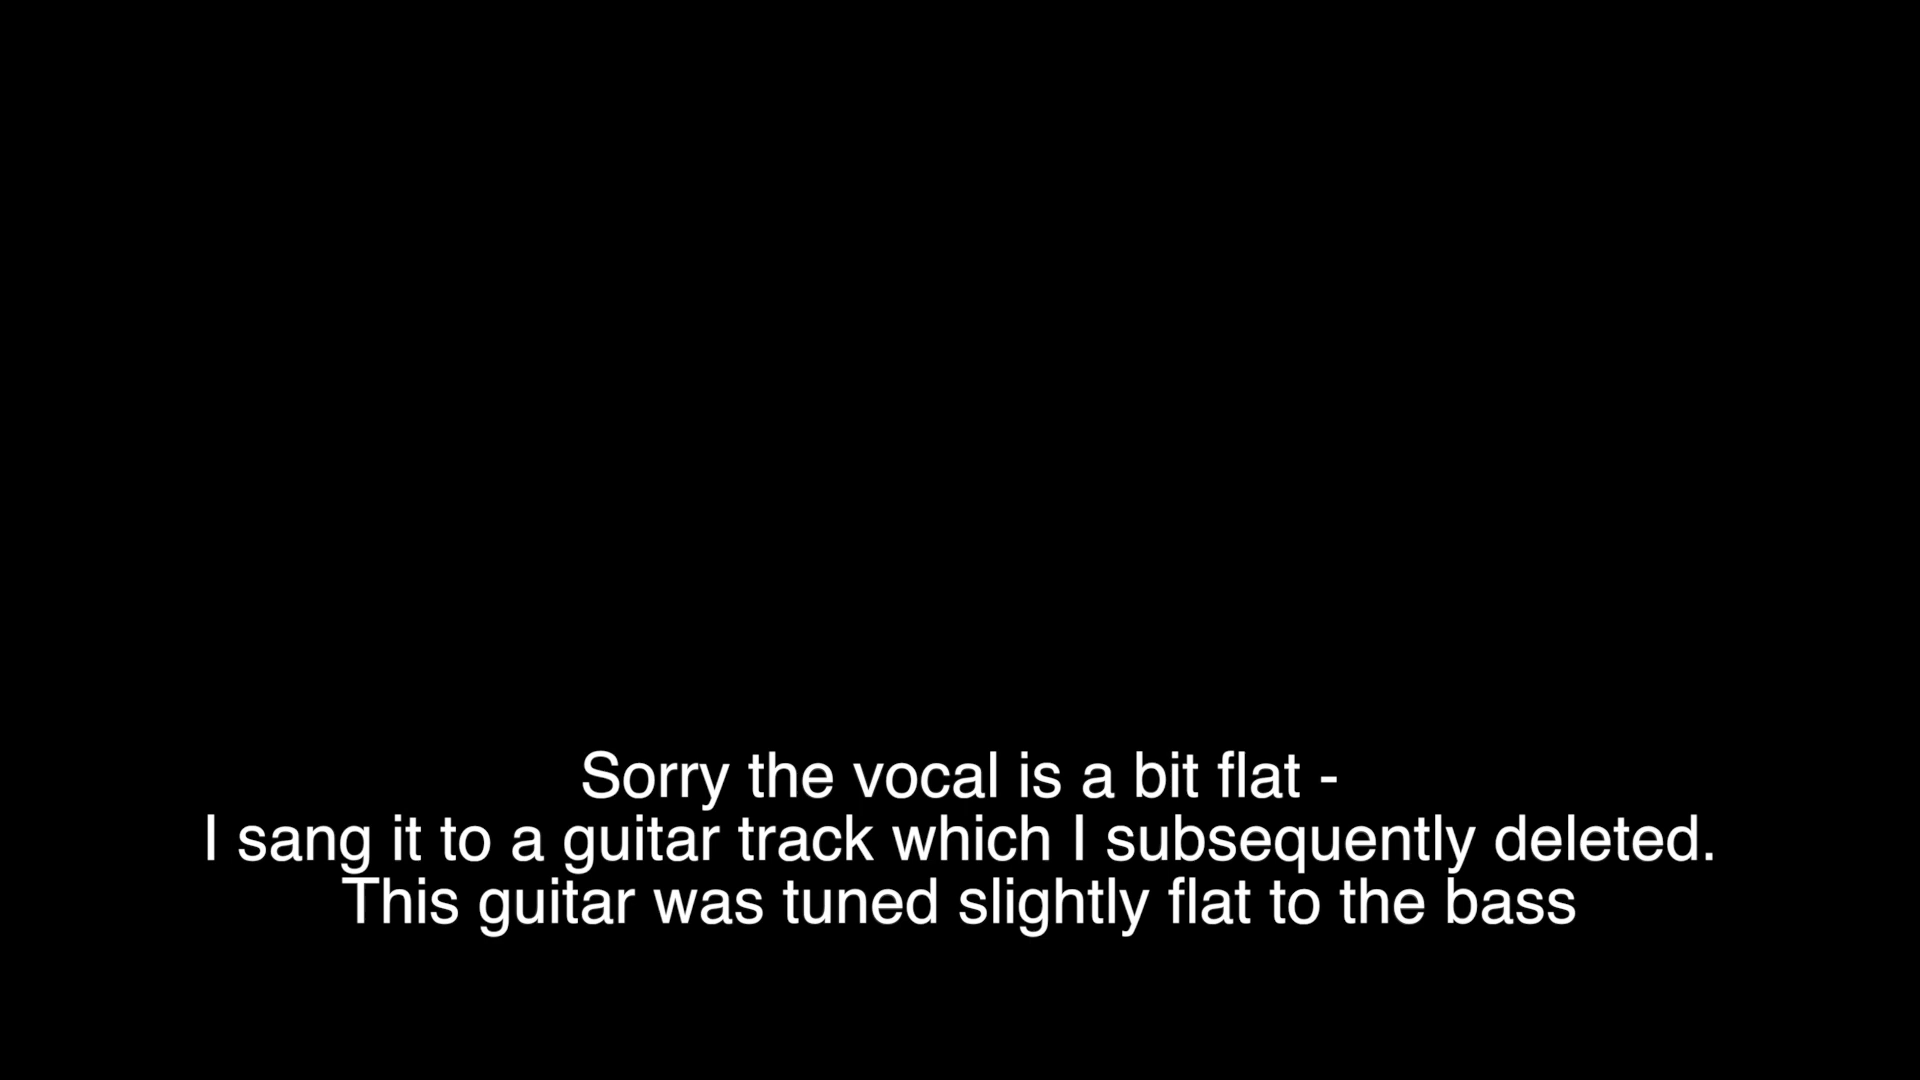 Sorry the vocal is a bit flat -
I sang it to a guitar track which I subsequently deleted.
This guitar was tuned slightly flat to the bass